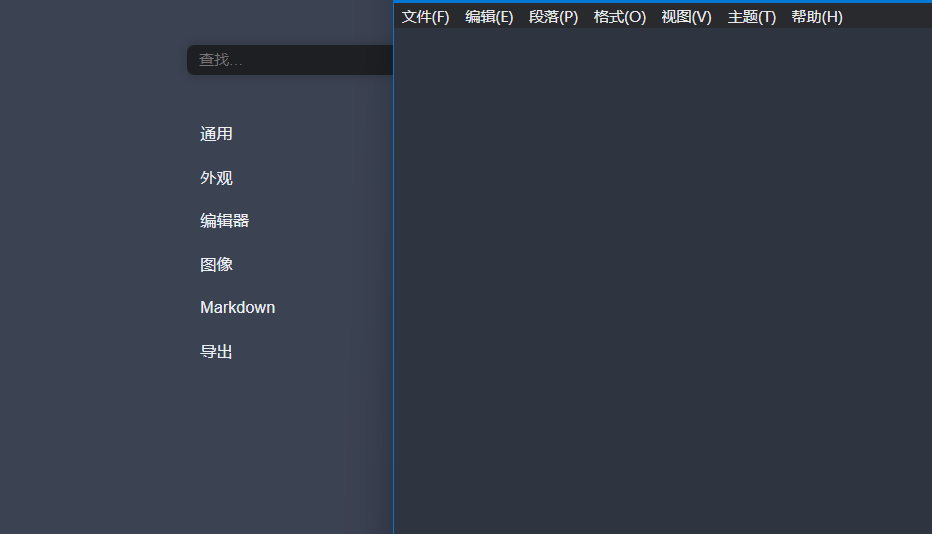 文件(F) 编辑(E) 段落(P) 格式(O) 视图(V) 主题(T) 帮助(H)
查找...
通用
外观
编辑器
图像
Markdown
导出